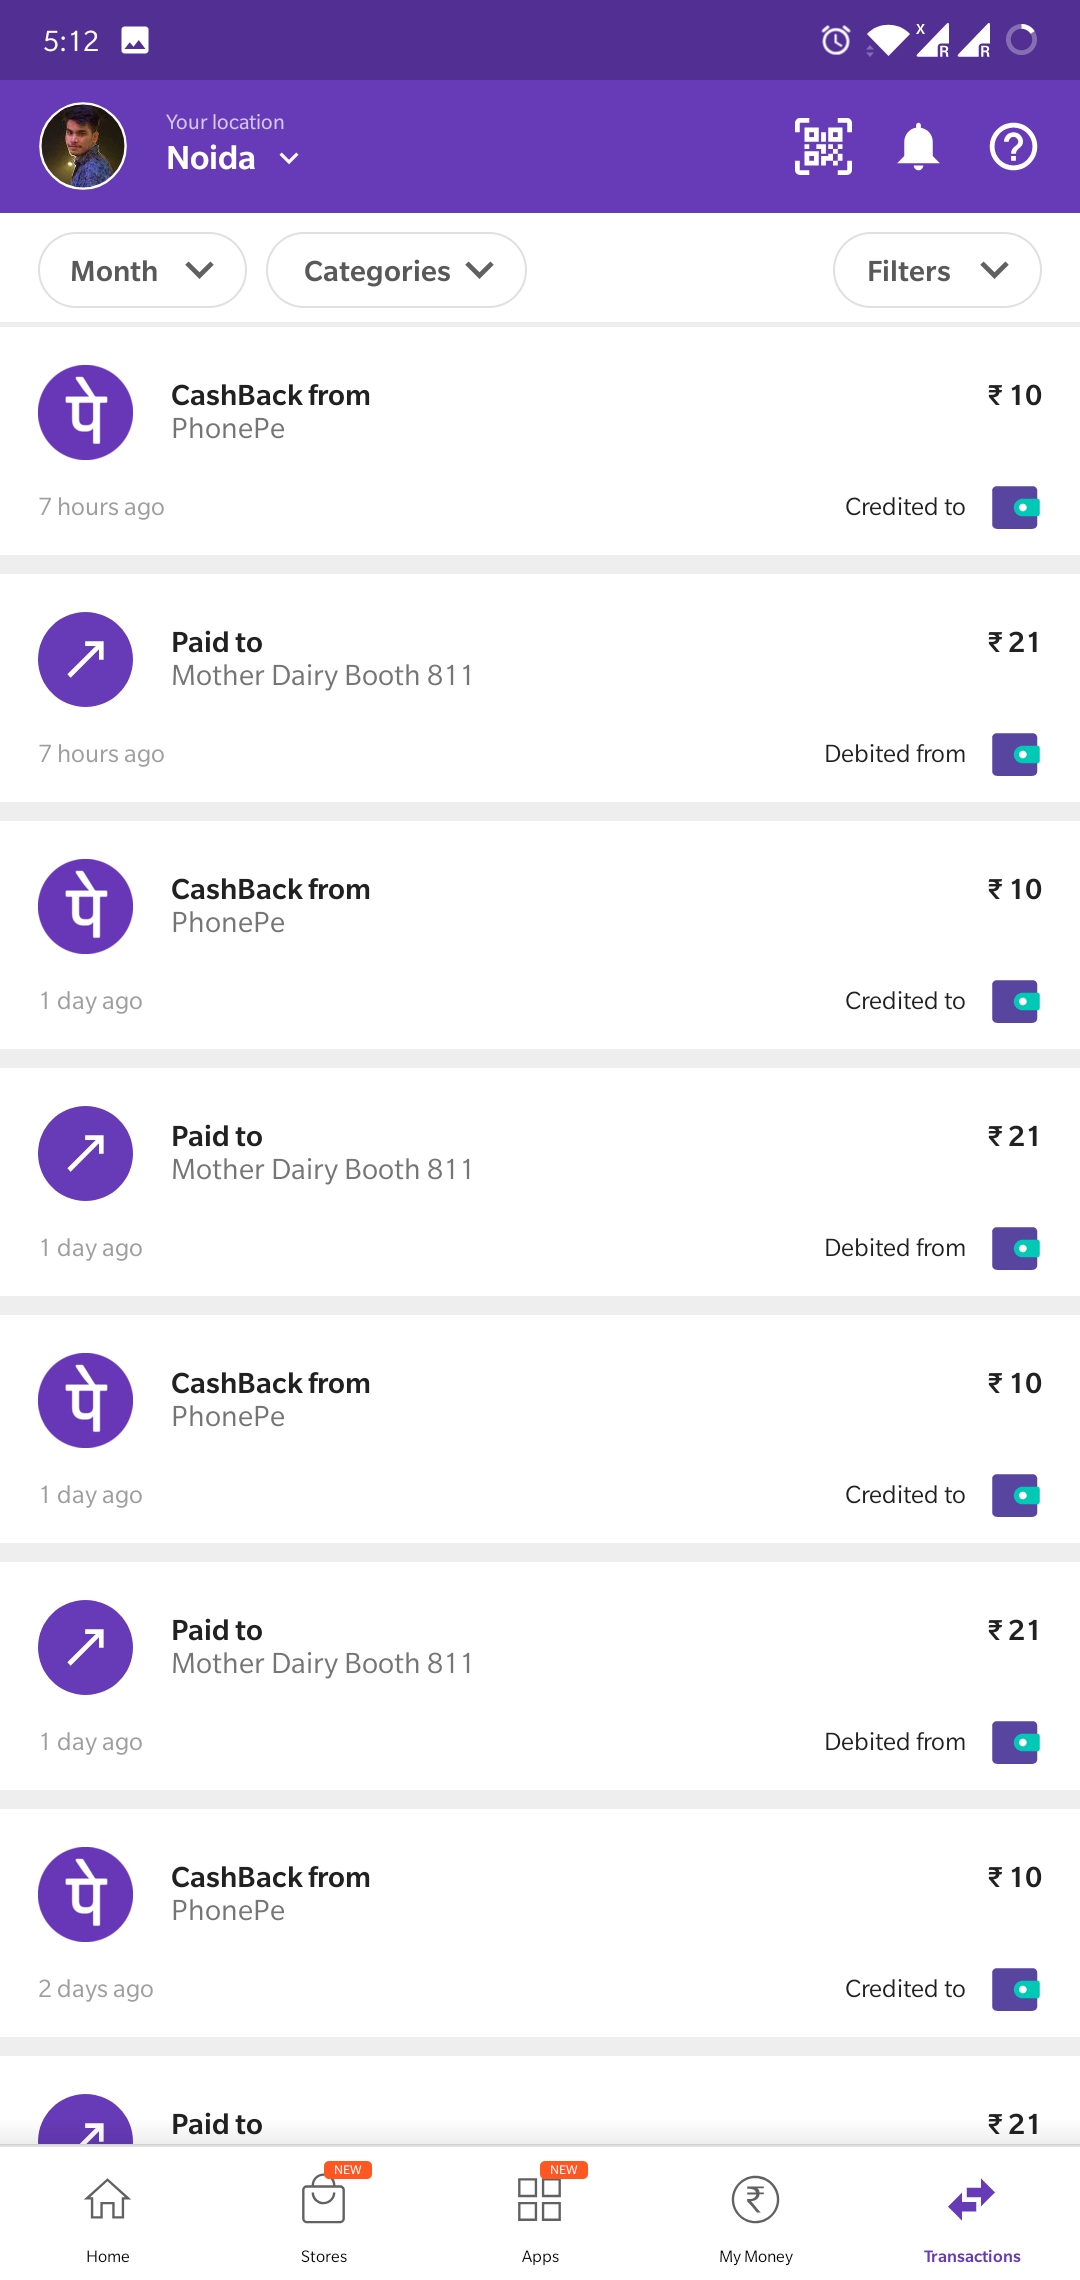 5:12
X
R
R
Your location
Noida
Month
Categories
Filters
पे
CashBack from
₹ 10
PhonePe
7 hours ago
Credited to
Paid to
₹ 21
Mother Dairy Booth 811
7 hours ago
Debited from
पे
CashBack from
₹ 10
PhonePe
1 day ago
Credited to
Paid to
₹ 21
Mother Dairy Booth 811
1 day ago
Debited from
पे
CashBack from
₹ 10
PhonePe
1 day ago
Credited to
Paid to
₹ 21
Mother Dairy Booth 811
1 day ago
Debited from
पे
CashBack from
₹ 10
PhonePe
2 days ago
Credited to
Paid to
₹ 21
NEW
NEW
₹
Home
Stores
Apps
My Money
Transactions